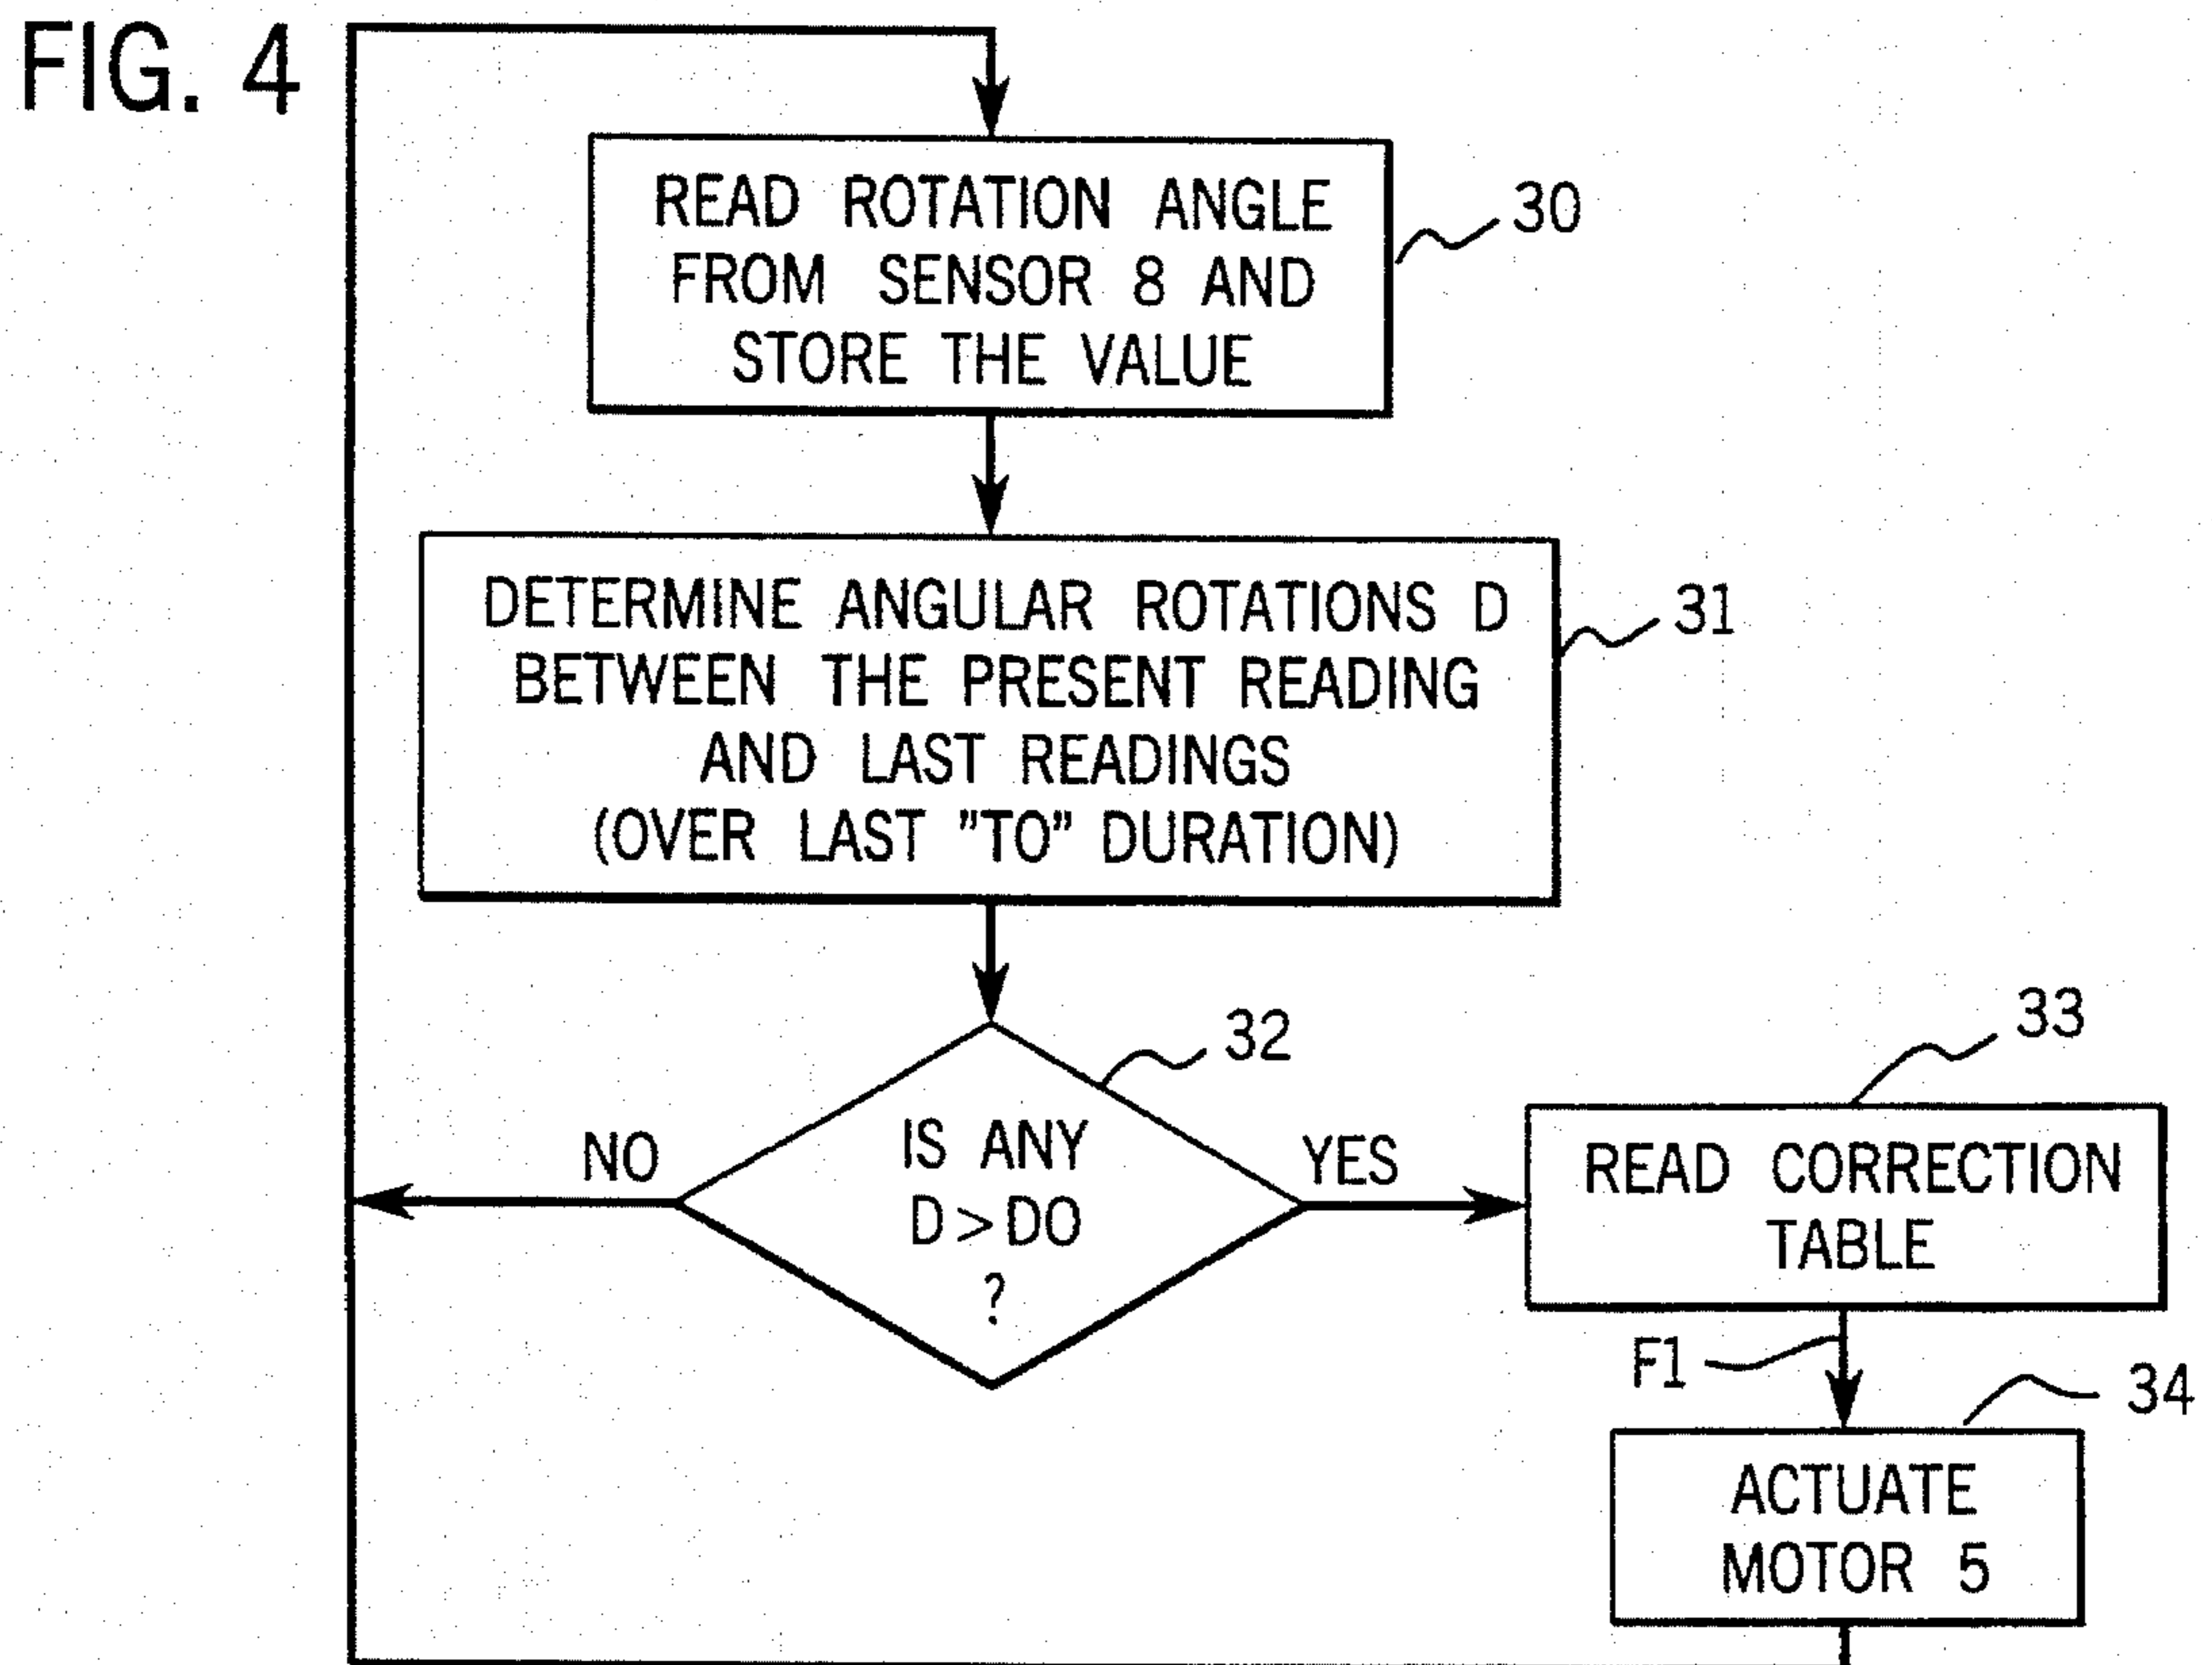 FIG. 4
READ ROTATION ANGLE
FROM SENSOR 8 AND
STORE THE VALUE
30
DETERMINE ANGULAR ROTATIONS D
BETWEEN THE PRESENT READING
AND LAST READINGS
(OVER LAST "TO" DURATION)
31
32
IS ANY
D > DO
?
NO
YES
33
READ CORRECTION
TABLE
F1
34
ACTUATE
MOTOR 5